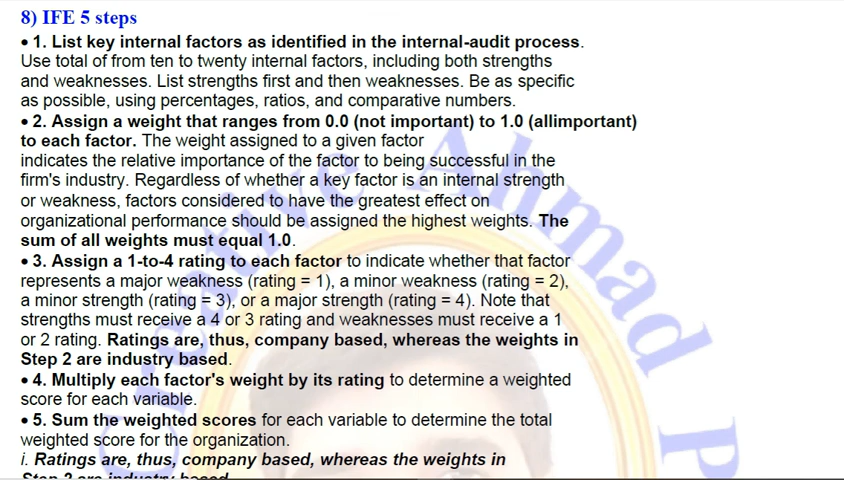 8) IFE 5 steps
• 1. List key internal factors as identified in the internal-audit process.
Use total of from ten to twenty internal factors, including both strengths
and weaknesses. List strengths first and then weaknesses. Be as specific
as possible, using percentages, ratios, and comparative numbers.
• 2. Assign a weight that ranges from 0.0 (not important) to 1.0 (allimportant)
to each factor. The weight assigned to a given factor
indicates the relative importance of the factor to being successful in the
firm's industry. Regardless of whether a key factor is an internal strength
or weakness, factors considered to have the greatest effect on
organizational performance should be assigned the highest weights. The
sum of all weights must equal 1.0.
• 3. Assign a 1-to-4 rating to each factor to indicate whether that factor
represents a major weakness (rating = 1), a minor weakness (rating = 2),
a minor strength (rating = 3), or a major strength (rating = 4). Note that
strengths must receive a 4 or 3 rating and weaknesses must receive a 1
or 2 rating. Ratings are, thus, company based, whereas the weights in
Step 2 are industry based.
• 4. Multiply each factor's weight by its rating to determine a weighted
score for each variable.
• 5. Sum the weighted scores for each variable to determine the total
weighted score for the organization.
i. Ratings are, thus, company based, whereas the weights in
Step 2 are industry based
Creative Ahmad P